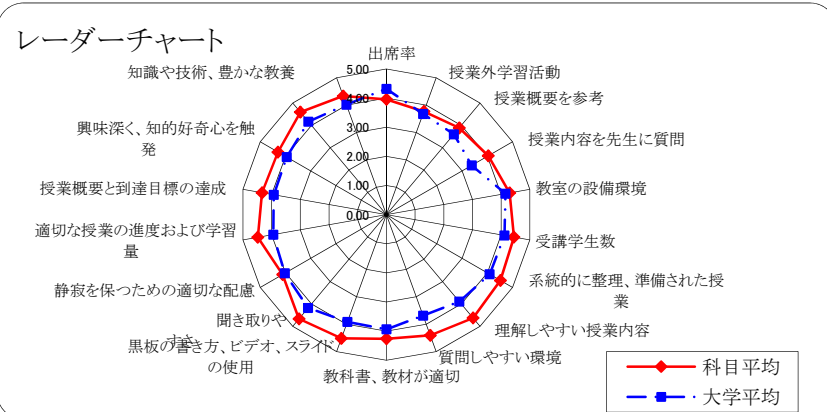 レーダーチャート
出席率
授業外学習活動
授業概要を参考
授業内容を先生に質問
教室の設備環境
受講学生数
系統的に整理、準備された授
業
理解しやすい授業内容
質問しやすい環境
教科書、教材が適切
黒板の書き方、ビデオ、スライド
の使用
聞き取りや
すさ
静寂を保つための適切な配慮
適切な授業の進度および学習
量
授業概要と到達目標の達成
興味深く、知的好奇心を触
発
知識や技術、豊かな教養
5.00
4.00
3.00
2.00
1.00
0.00
科目平均
大学平均